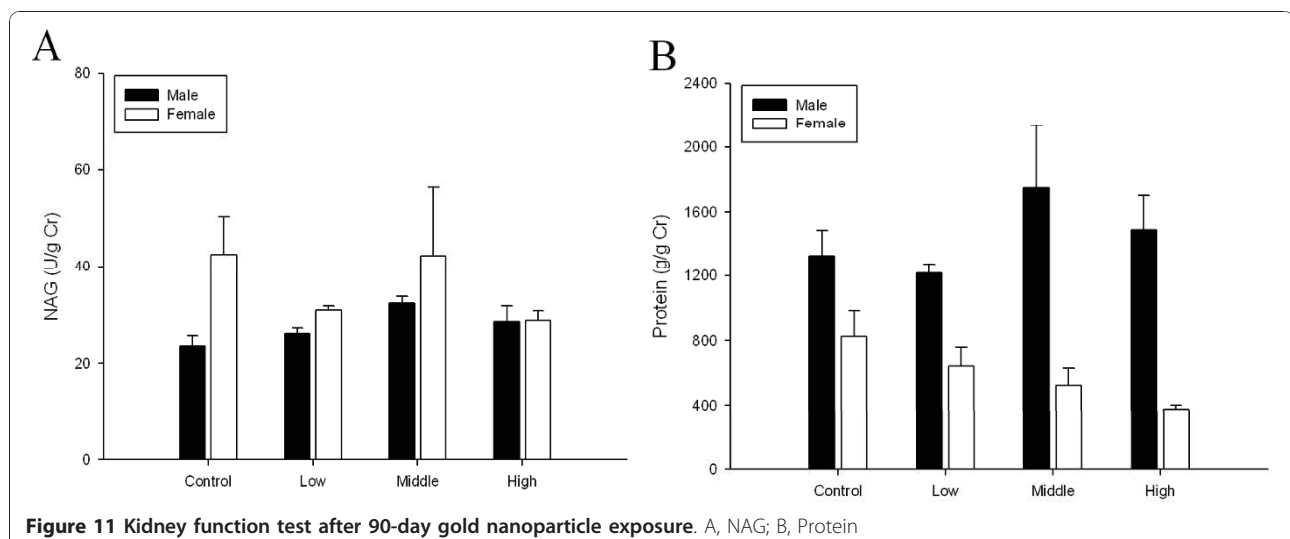 A
80
60
40
20
0
NAG (U/g Cr)
Male
Female
Control Low Middle High
B
2400
2000
1600
1200
800
400
0
Protein (g/g Cr)
Male
Female
Control Low Middle High
Figure 11 Kidney function test after 90-day gold nanoparticle exposure. A, NAG; B, Protein